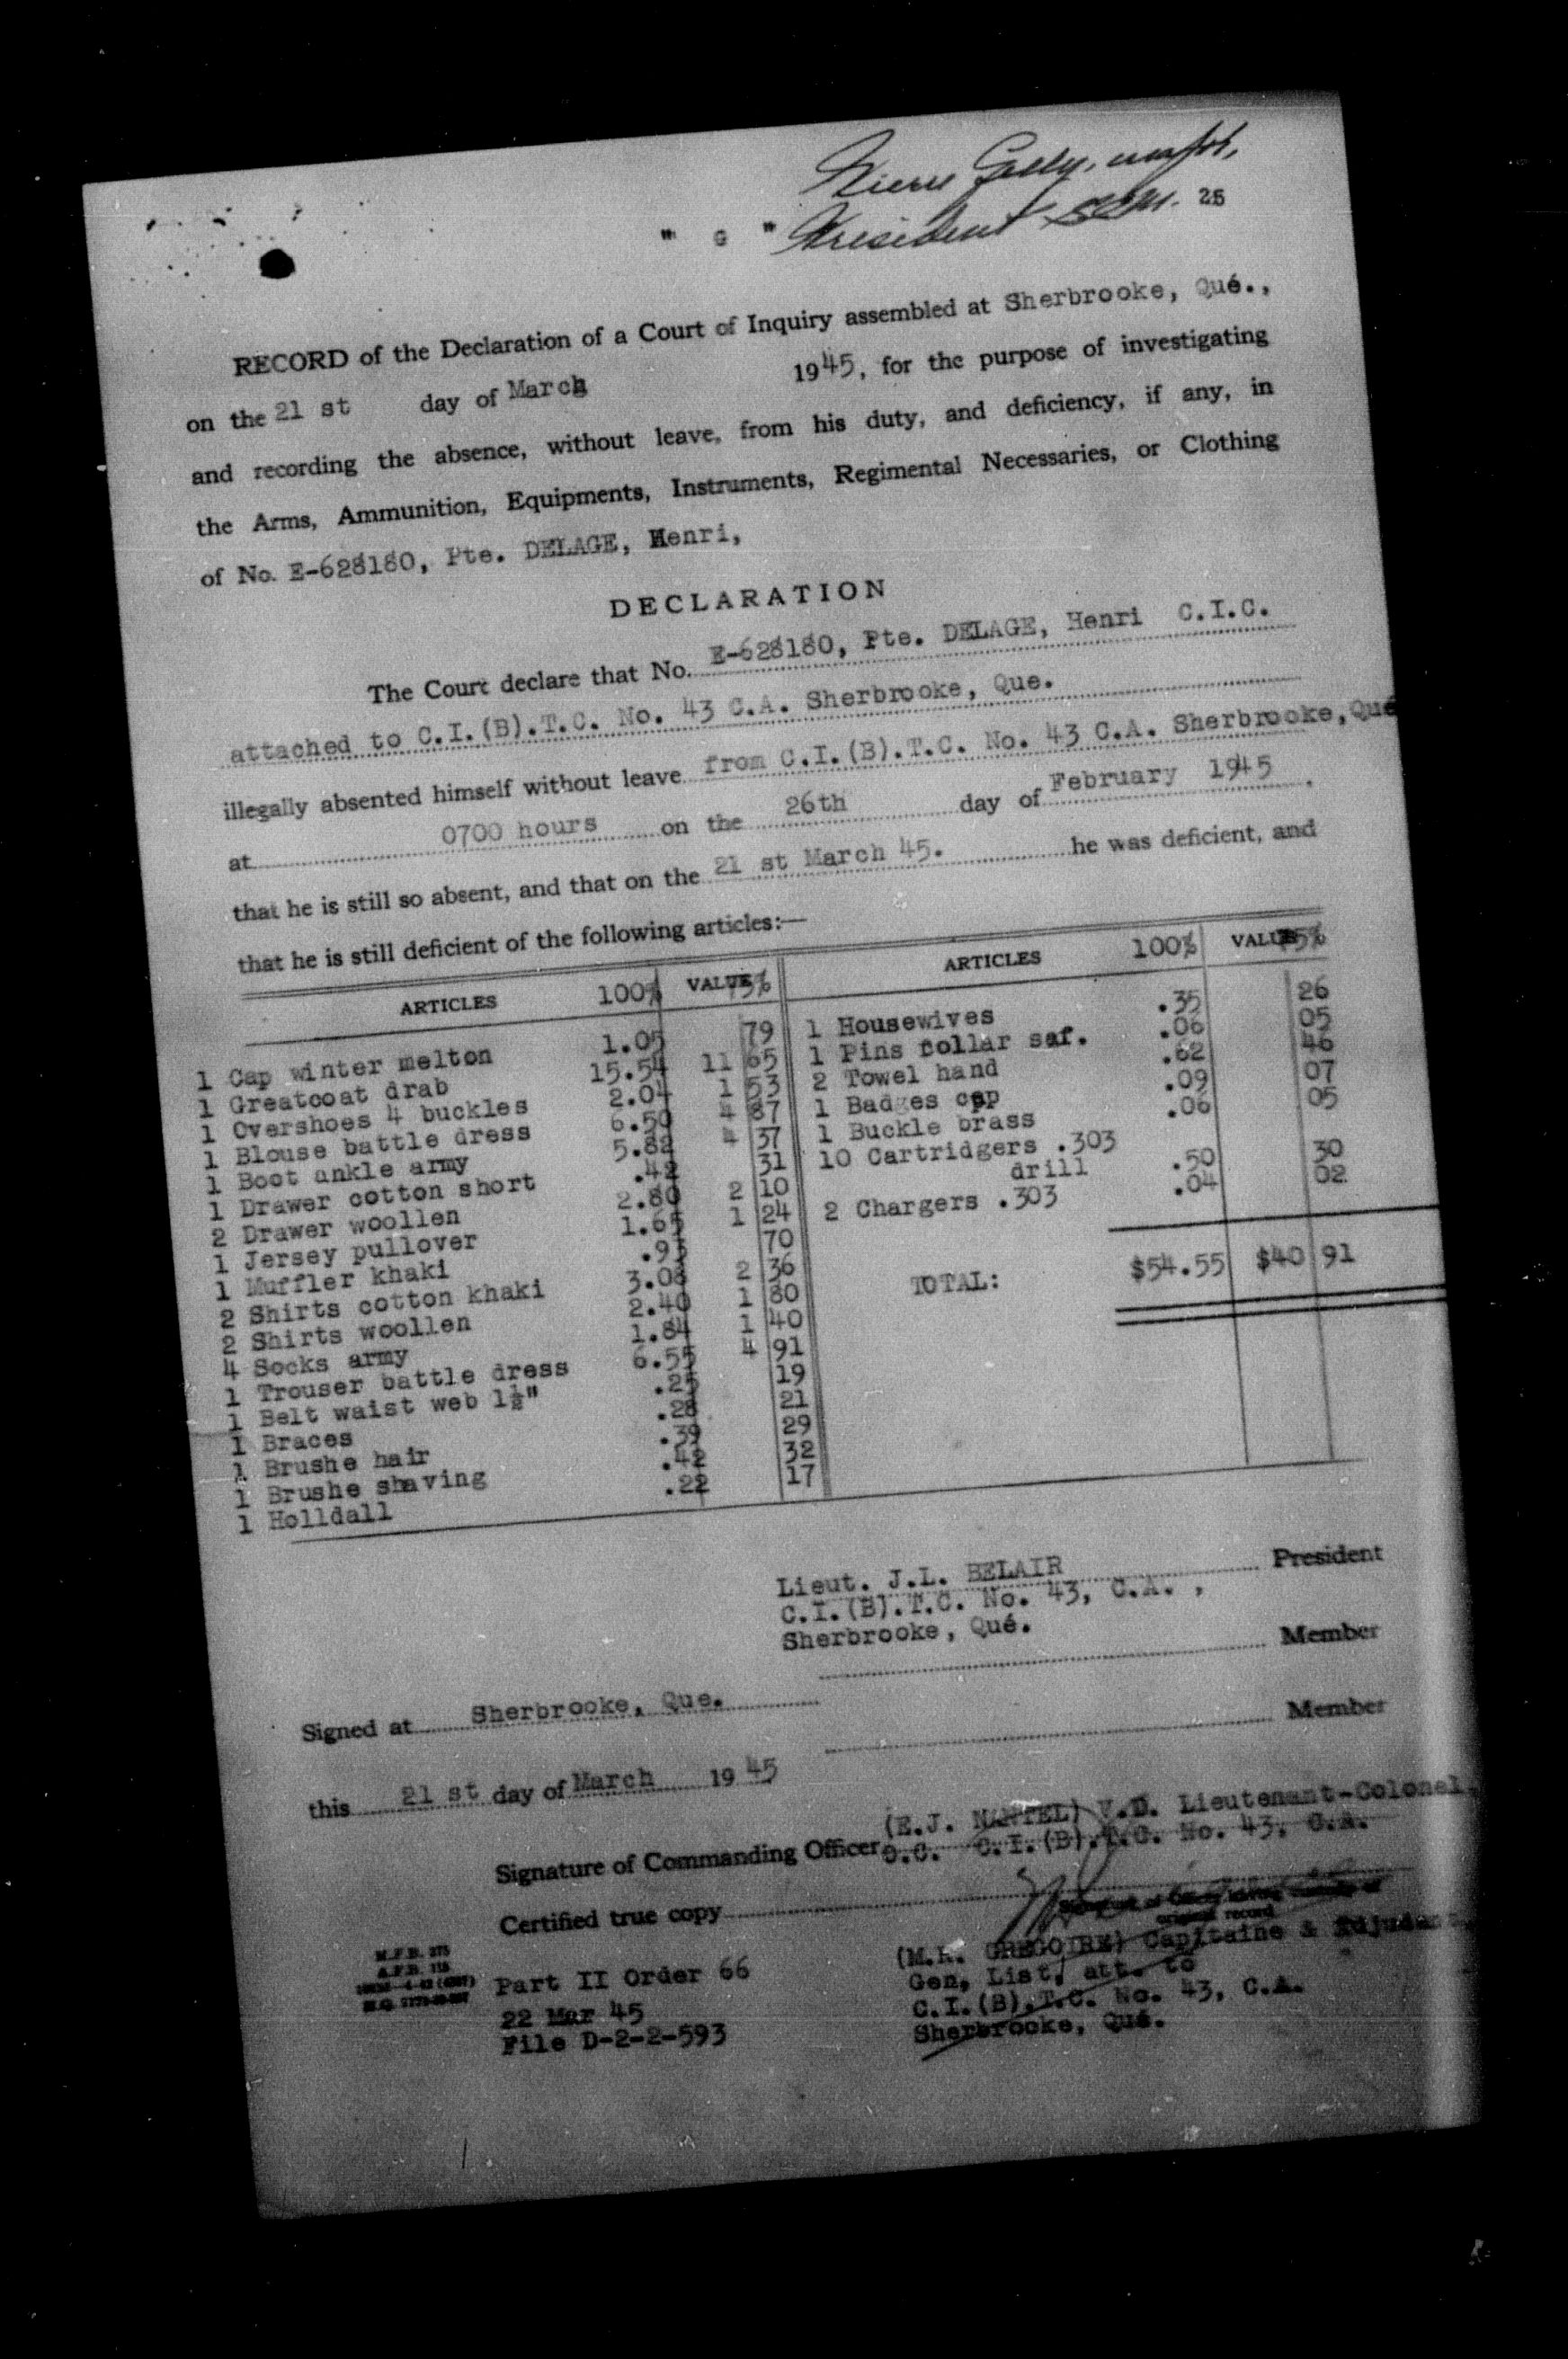 President
25
" G "
RECORD of the Declaration of a Court of Inquiry assembled at Sherbrooke, Qué.,
on the 21 st day of March 1945, for the purpose of investigating
and recording the absence, without leave, from his duty, and deficiency, if any, in
the Arms, Ammunition, Equipments, Instruments, Regimental Necessaries, or Clothing
of No. E-628180, Pte. DELAGE, Henri,
DECLARATION
The Court declare that No. E-628180, Pte. DELAGE, Henri C.I.C.
attached to C.I.(B).T.C. No. 43 C.A. Sherbrooke, Que.
illegally absented himself without leave from C.I.(B).T.C. No. 43 C.A. Sherbrooke, Qué
at 0700 hours on the 26th day of February 1945.
that he is still so absent, and that on the 21 st March 45. he was deficient, and
that he is still deficient of the following articles:—
ARTICLES 100% VALUE 75%
1 Cap winter melton 1.05 79
1 Greatcoat drab 15.54 11 65
1 Overshoes 4 buckles 2.04 1 53
1 Blouse battle dress 6.50 4 87
1 Boot ankle army 5.82 4 37
1 Drawer cotton short .42 31
2 Drawer woollen 2.80 2 10
1 Jersey pullover 1.65 1 24
1 Muffler khaki .93 70
2 Shirts cotton khaki 3.08 2 36
2 Shirts woollen 2.40 1 80
4 Socks army 1.84 1 40
1 Trouser battle dress 6.55 4 91
1 Belt waist web 1½" .25 19
1 Braces .28 21
1 Brushe hair .39 29
1 Brushe shaving .42 32
1 Holldall .22 17
ARTICLES 100% VALUE 75%
1 Housewives .35 26
1 Pins collar saf. .06 05
2 Towel hand .62 46
1 Badges cap .09 07
1 Buckle brass .06 05
10 Cartridgers .303
drill .50 30
2 Chargers .303 .04 02
TOTAL: $54.55 $40 91
Lieut. J.L. BELAIR President
C.I.(B).T.C. No. 43, C.A. ,
Sherbrooke, Qué.
Member
Signed at Sherbrooke, Que.
Member
this 21 st day of March 1945
(E.J. NANTEL) V.D. Lieutenant-Colonel,
Signature of Commanding Officer O.C. C.I.(B).T.C. No. 43, C.A.
Certified true copy
original record
(M.R. GREGOIRE) Capitaine & Adjudant,
Gen. List, att. to
C.I.(B).T.C. No. 43, C.A.
Sherbrooke, Qué.
M.F.B. 375
Part II Order 66
22 Mar 45
File D-2-2-593